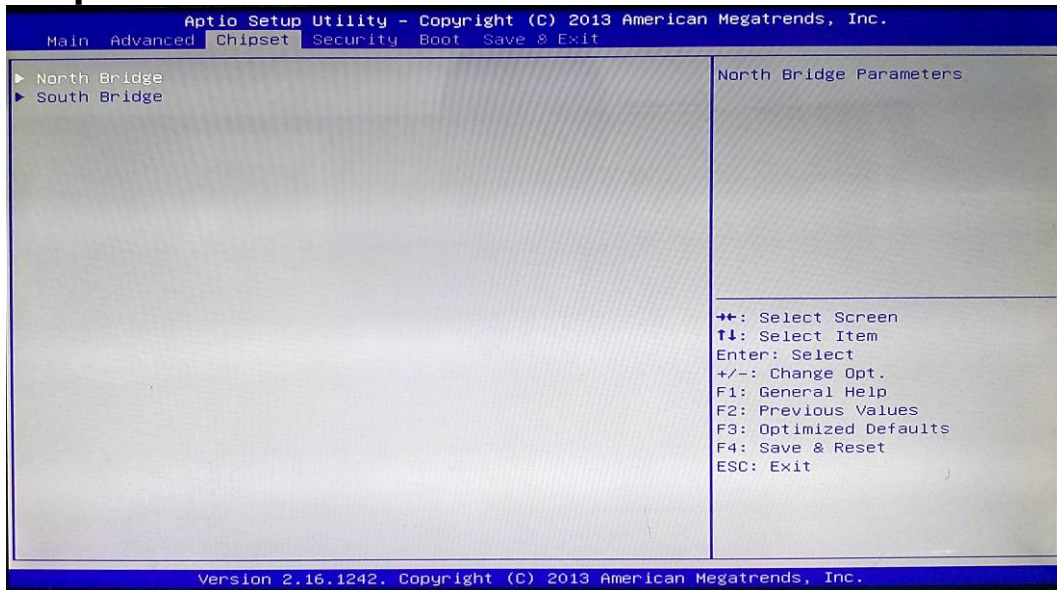 Aptio Setup Utility – Copyright (C) 2013 American Megatrends, Inc.
Main Advanced Chipset Security Boot Save & Exit
► North Bridge
► South Bridge
North Bridge Parameters
→←: Select Screen
↑↓: Select Item
Enter: Select
+/-: Change Opt.
F1: General Help
F2: Previous Values
F3: Optimized Defaults
F4: Save & Reset
ESC: Exit
Version 2.16.1242. Copyright (C) 2013 American Megatrends, Inc.